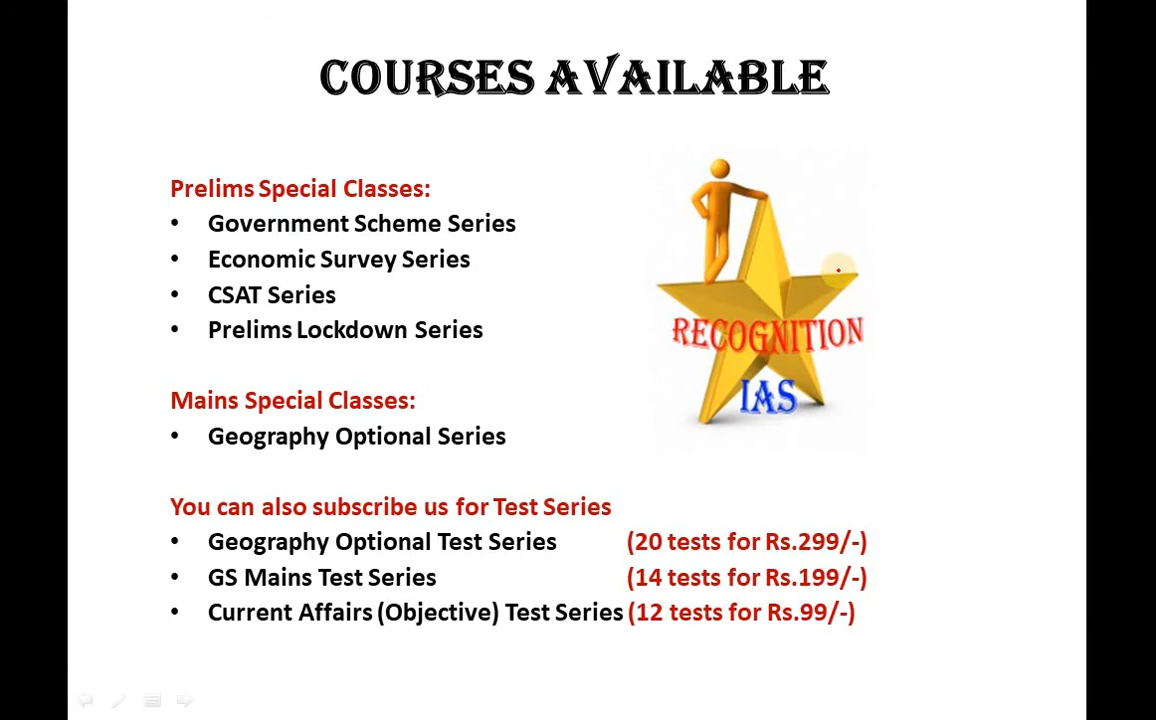 COURSES AVAILABLE
Prelims Special Classes:
• Government Scheme Series
• Economic Survey Series
• CSAT Series
• Prelims Lockdown Series
RECOGNITION
IAS
Mains Special Classes:
• Geography Optional Series
You can also subscribe us for Test Series
• Geography Optional Test Series (20 tests for Rs.299/-)
• GS Mains Test Series (14 tests for Rs.199/-)
• Current Affairs (Objective) Test Series (12 tests for Rs.99/-)